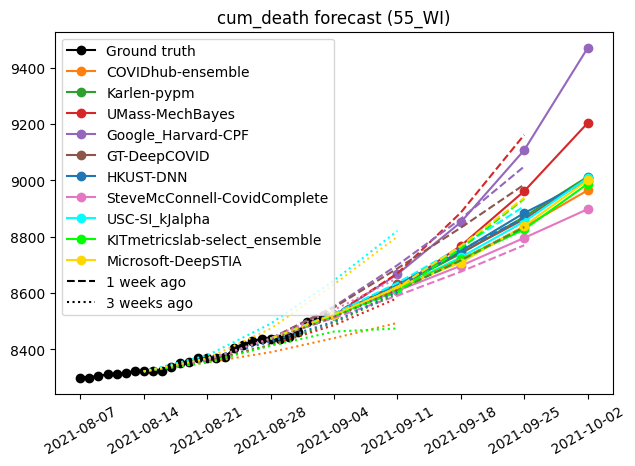 cum_death forecast (55_WI)
9400
9200
9000
8800
8600
8400
Ground truth
COVIDhub-ensemble
Karlen-pypm
UMass-MechBayes
Google_Harvard-CPF
GT-DeepCOVID
HKUST-DNN
SteveMcConnell-CovidComplete
USC-SI_kJalpha
KITmetricslab-select_ensemble
Microsoft-DeepSTIA
1 week ago
3 weeks ago
2021-08-07
2021-08-14
2021-08-21
2021-08-28
2021-09-04
2021-09-11
2021-09-18
2021-09-25
2021-10-02